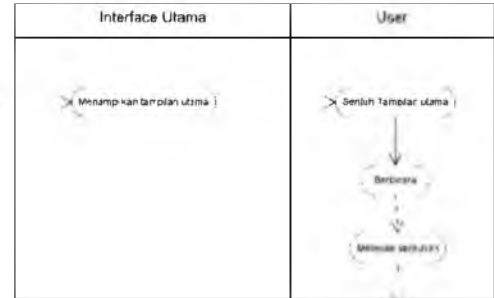 Interface Utama
User
Menampilkan tampilan utama
Sentuh Tampilan utama
Berbicara